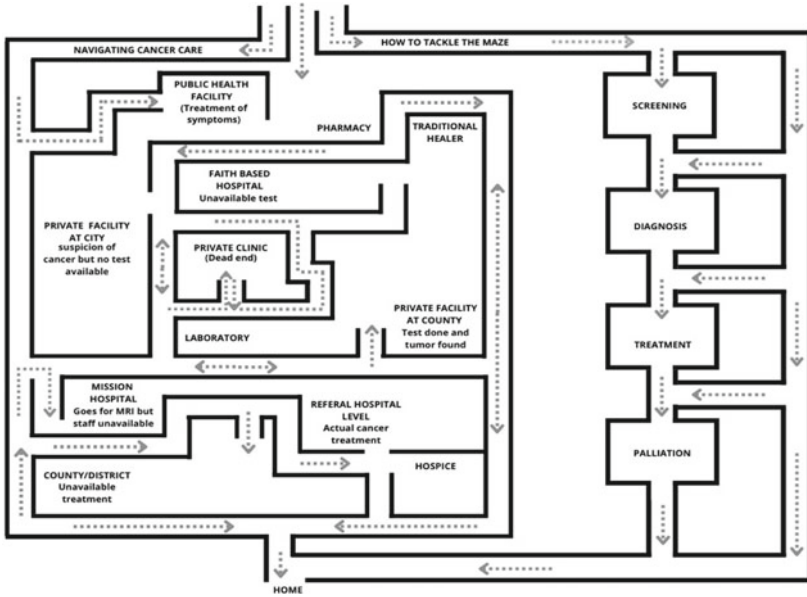 NAVIGATING CANCER CARE
HOW TO TACKLE THE MAZE
PUBLIC HEALTH
FACILITY
(Treatment of
symptoms)
PHARMACY
TRADITIONAL
HEALER
FAITH BASED
HOSPITAL
Unavailable test
PRIVATE FACILITY
AT CITY
suspicion of
cancer but no test
available
PRIVATE CLINIC
(Dead end)
PRIVATE FACILITY
AT COUNTY
Test done and
tumor found
LABORATORY
MISSION
HOSPITAL
Goes for MRI but
staff unavailable
REFERAL HOSPITAL
LEVEL
Actual cancer
treatment
COUNTY/DISTRICT
Unavailable
treatment
HOSPICE
HOME
SCREENING
DIAGNOSIS
TREATMENT
PALLIATION